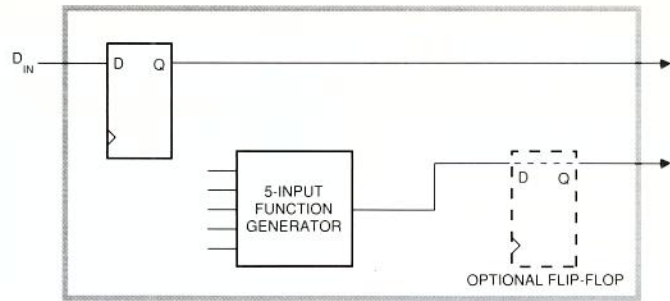 D IN
D Q
5-INPUT
FUNCTION
GENERATOR
D Q
OPTIONAL FLIP-FLOP